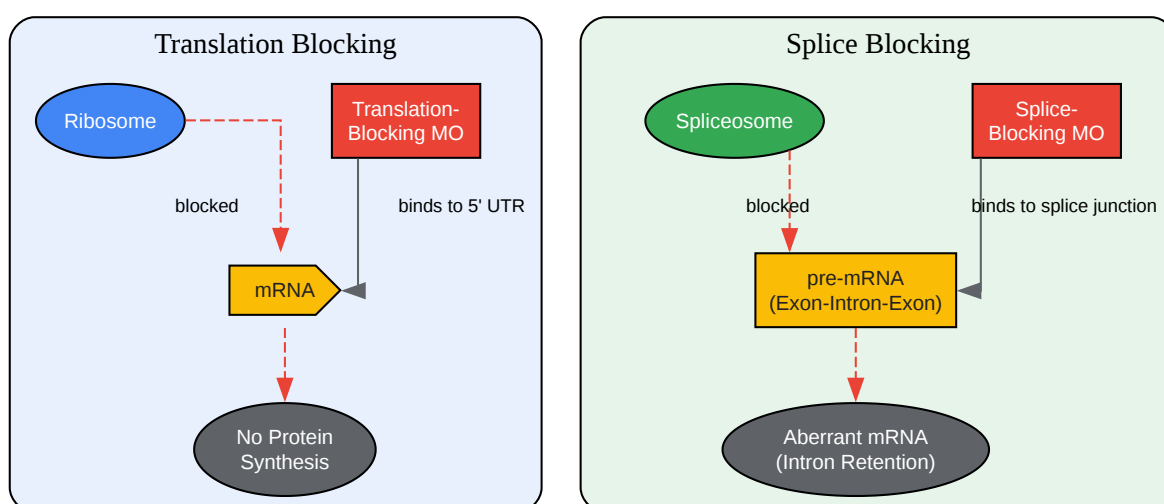 Translation Blocking
Ribosome
Translation-
Blocking MO
blocked
binds to 5' UTR
mRNA
No Protein
Synthesis
Splice Blocking
Spliceosome
Splice-
Blocking MO
blocked
binds to splice junction
pre-mRNA
(Exon-Intron-Exon)
Aberrant mRNA
(Intron Retention)